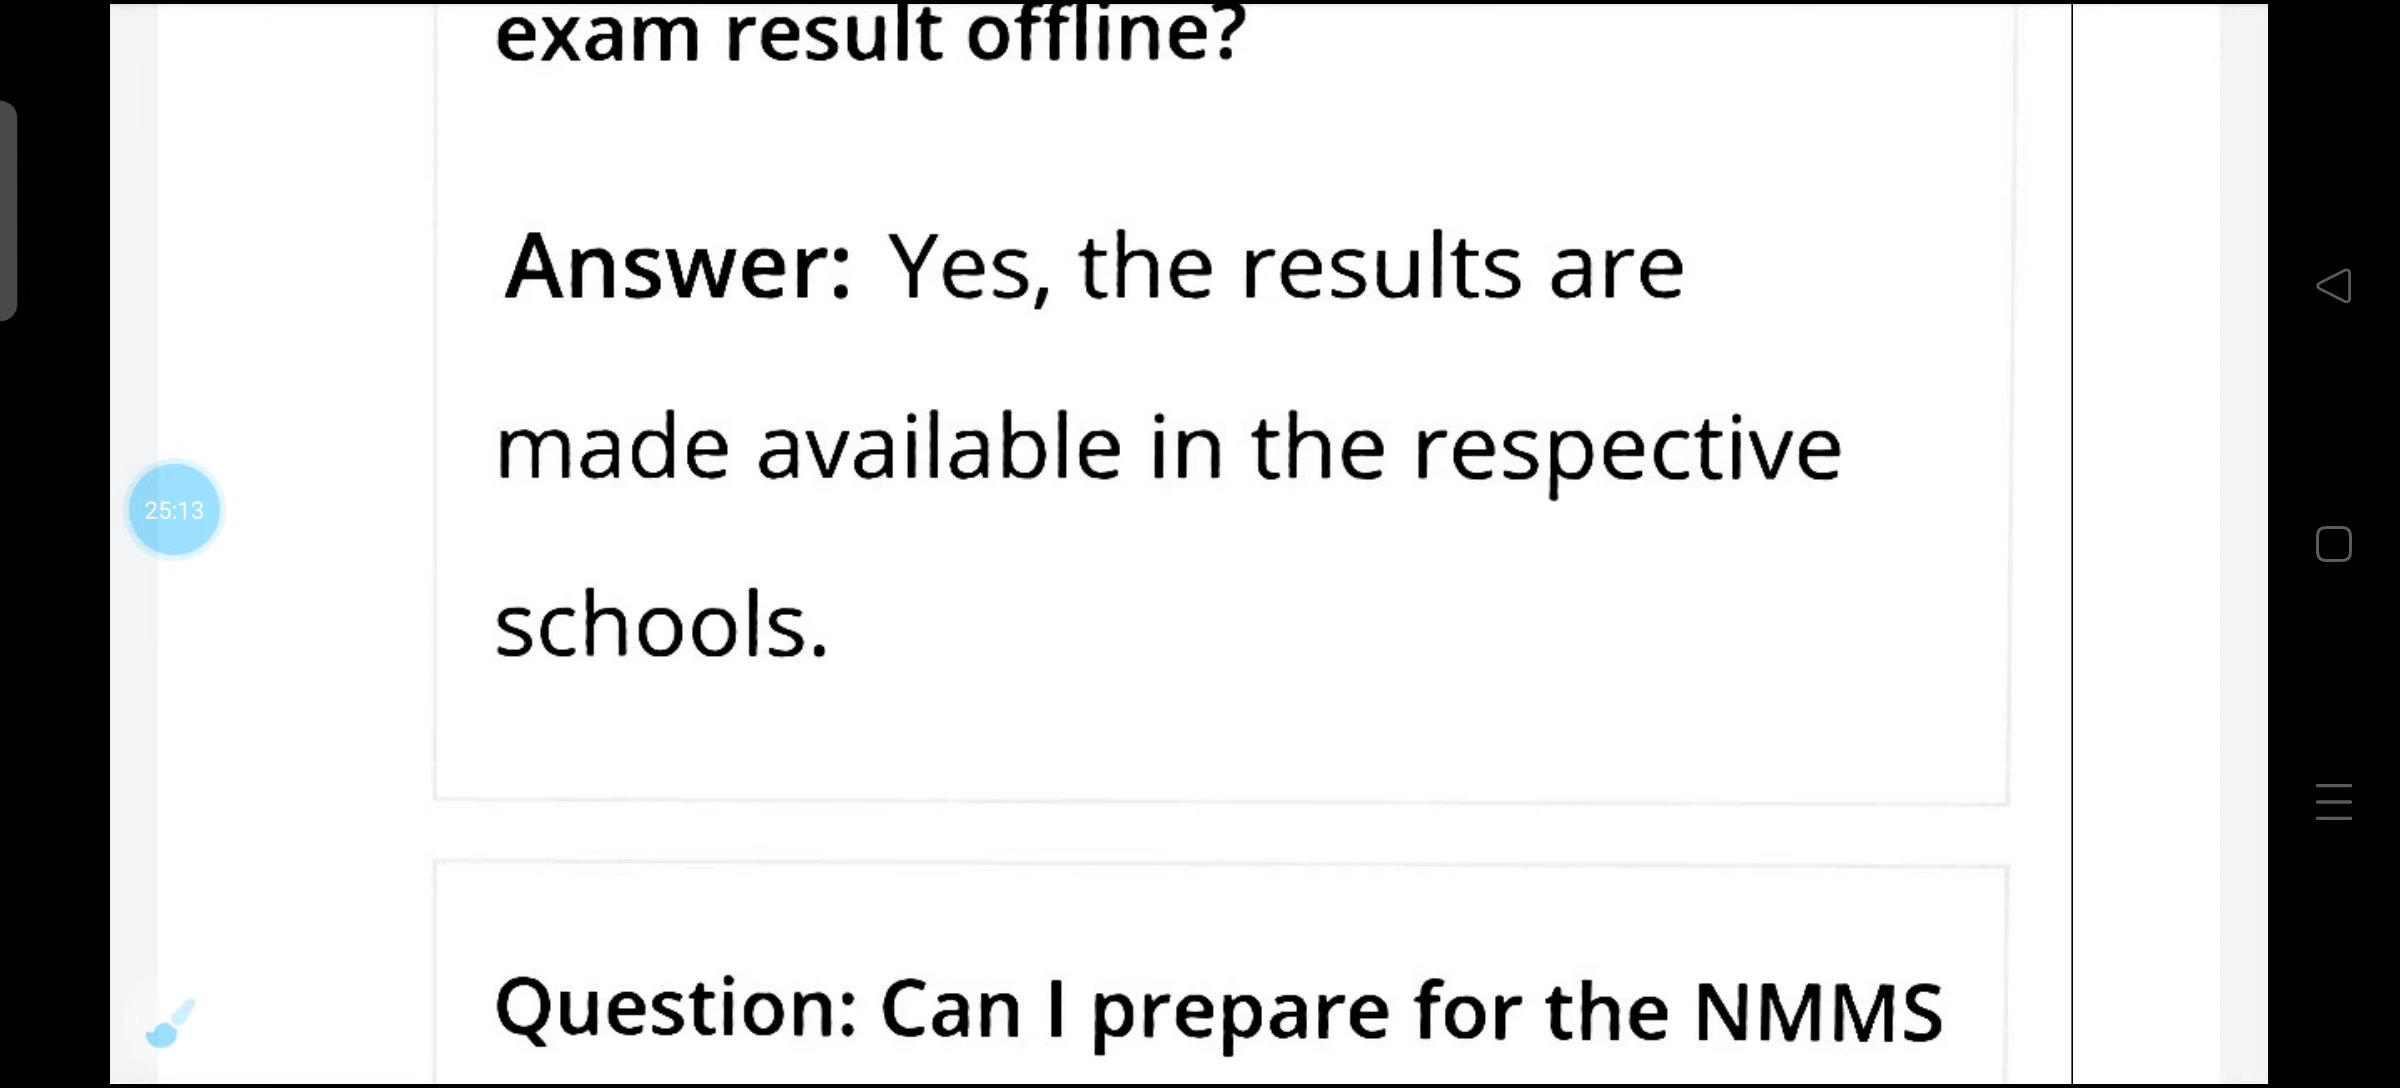 exam result offline?
Answer: Yes, the results are
made available in the respective
schools.
25:13
Question: Can I prepare for the NMMS